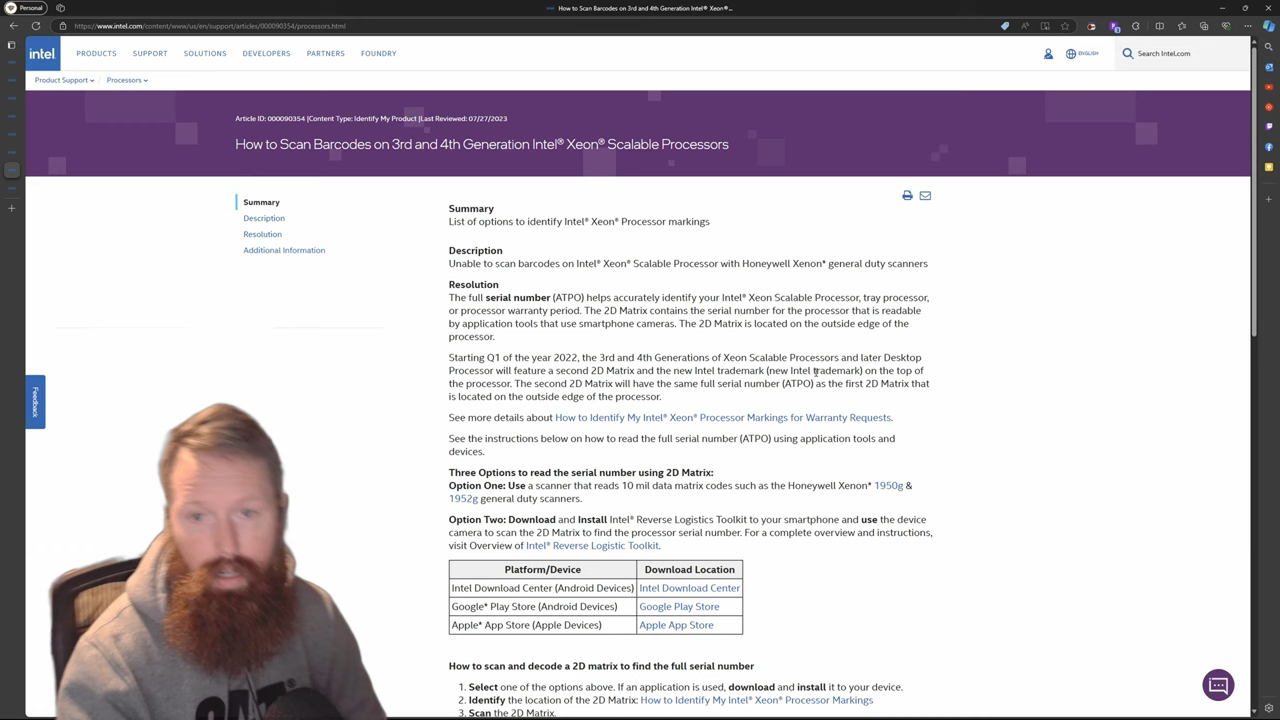 Personal
How to Scan Barcodes on 3rd and 4th Generation Intel® Xeon®...
https://www.intel.com/content/www/us/en/support/articles/000090354/processors.html
intel.
PRODUCTS
SUPPORT
SOLUTIONS
DEVELOPERS
PARTNERS
FOUNDRY
ENGLISH
Search Intel.com
Product Support
/
Processors
Article ID: 000090354 |Content Type: Identify My Product |Last Reviewed: 07/27/2023
How to Scan Barcodes on 3rd and 4th Generation Intel® Xeon® Scalable Processors
Summary
Description
Resolution
Additional Information
Summary
List of options to identify Intel® Xeon® Processor markings
Description
Unable to scan barcodes on Intel® Xeon® Scalable Processor with Honeywell Xenon* general duty scanners
Resolution
The full serial number (ATPO) helps accurately identify your Intel® Xeon Scalable Processor, tray processor,
or processor warranty period. The 2D Matrix contains the serial number for the processor that is readable
by application tools that use smartphone cameras. The 2D Matrix is located on the outside edge of the
processor.
Starting Q1 of the year 2022, the 3rd and 4th Generations of Xeon Scalable Processors and later Desktop
Processor will feature a second 2D Matrix and the new Intel trademark (new Intel trademark) on the top of
the processor. The second 2D Matrix will have the same full serial number (ATPO) as the first 2D Matrix that
is located on the outside edge of the processor.
See more details about How to Identify My Intel® Xeon® Processor Markings for Warranty Requests.
See the instructions below on how to read the full serial number (ATPO) using application tools and
devices.
Three Options to read the serial number using 2D Matrix:
Option One: Use a scanner that reads 10 mil data matrix codes such as the Honeywell Xenon* 1950g &
1952g general duty scanners.
Option Two: Download and Install Intel® Reverse Logistics Toolkit to your smartphone and use the device
camera to scan the 2D Matrix to find the processor serial number. For a complete overview and instructions,
visit Overview of Intel® Reverse Logistic Toolkit.
Platform/Device Download Location
Intel Download Center (Android Devices) Intel Download Center
Google* Play Store (Android Devices) Google Play Store
Apple* App Store (Apple Devices) Apple App Store
How to scan and decode a 2D matrix to find the full serial number
1. Select one of the options above. If an application is used, download and install it to your device.
2. Identify the location of the 2D Matrix: How to Identify My Intel® Xeon® Processor Markings
3. Scan the 2D Matrix.
Feedback